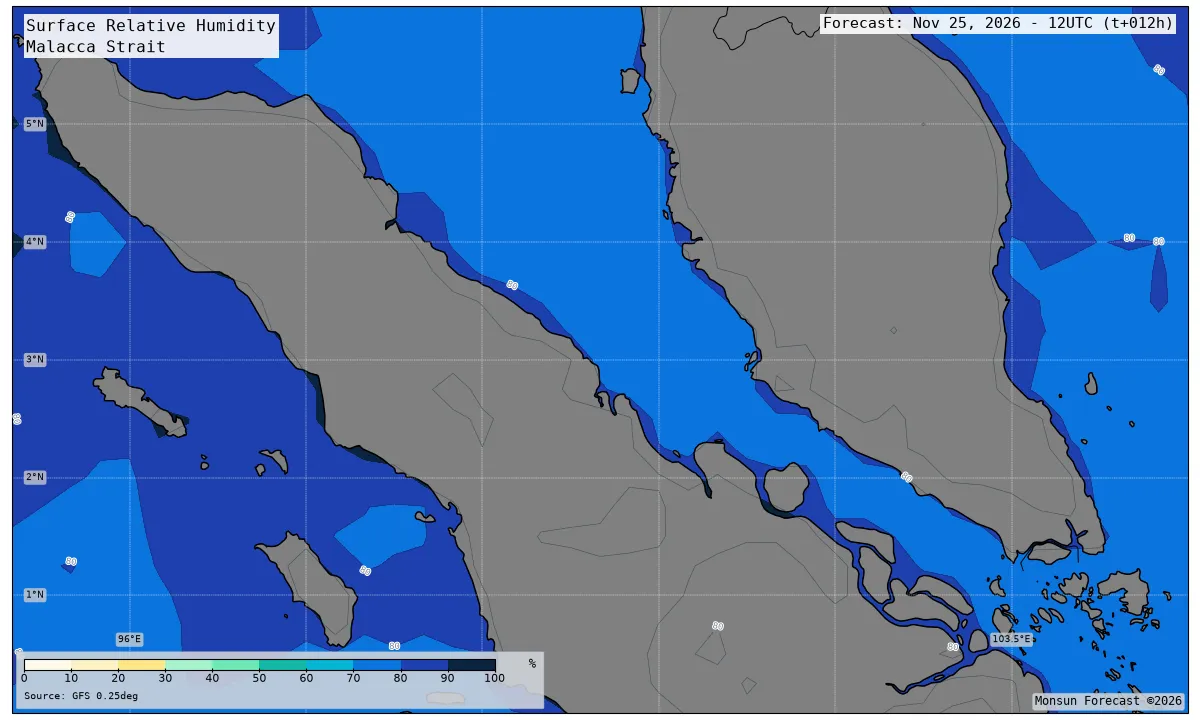 Surface Relative Humidity
Malacca Strait
Forecast: Nov 25, 2026 - 12UTC (t+012h)
80
5°N
80
4°N
80
80
80
3°N
80
2°N
80
80
80
1°N
80
96°E
103.5°E
80
80
%
0 10 20 30 40 50 60 70 80 90 100
Source: GFS 0.25deg
Monsun Forecast ©2026